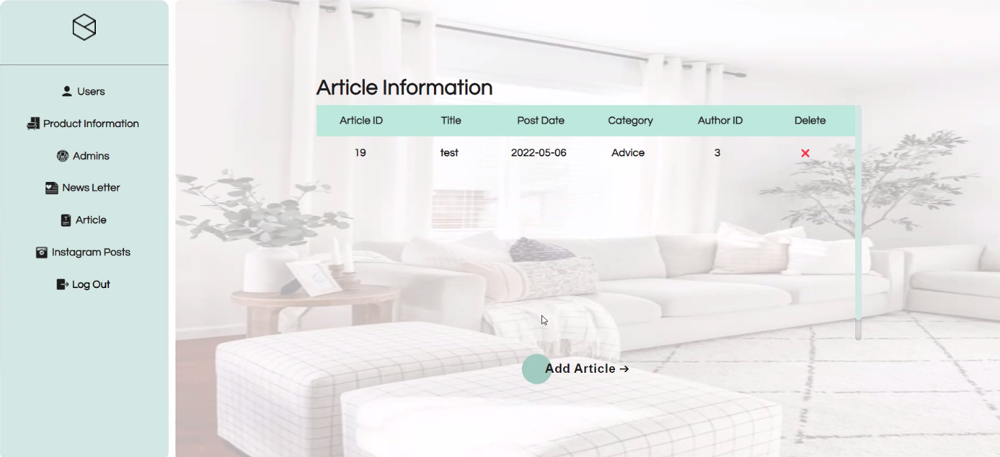 Users
Product Information
Admins
News Letter
Article
Instagram Posts
Log Out
Article Information
Article ID Title Post Date Category Author ID Delete
19 test 2022-05-06 Advice 3 ❌
Add Article →